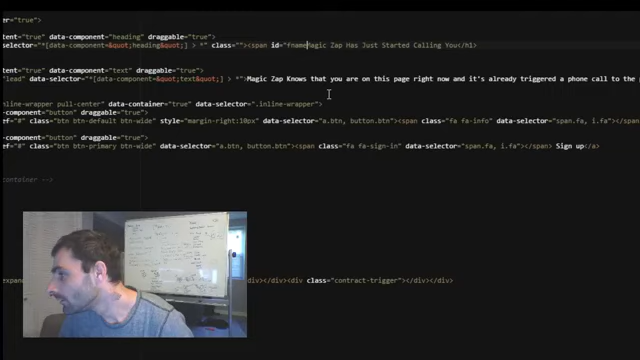 er="true">
t-component="heading" draggable="true">
selector="*[data-component=&quot;heading&quot;] > *" class=""><span id="fnameMagic Zap Has Just Started Calling You</h1>
t-component="text" draggable="true">
"lead" data-selector="*[data-component=&quot;text&quot;] > *">Magic Zap Knows that you are on this page right now and it's already triggered a phone call to the p
inline-wrapper pull-center" data-container="true" data-selector=".inline-wrapper">
component="button" draggable="true">
ef="#" class="btn btn-default btn-wide" style="margin-right:10px" data-selector="a.btn, button.btn"><span class="fa fa-info" data-selector="span.fa, i.fa"></span>
component="button" draggable="true">
ef="#" class="btn btn-primary btn-wide" data-selector="a.btn, button.btn"><span class="fa fa-sign-in" data-selector="span.fa, i.fa"></span> Sign up</a>
container -->
expan
></div></div><div class="contract-trigger"></div></div>